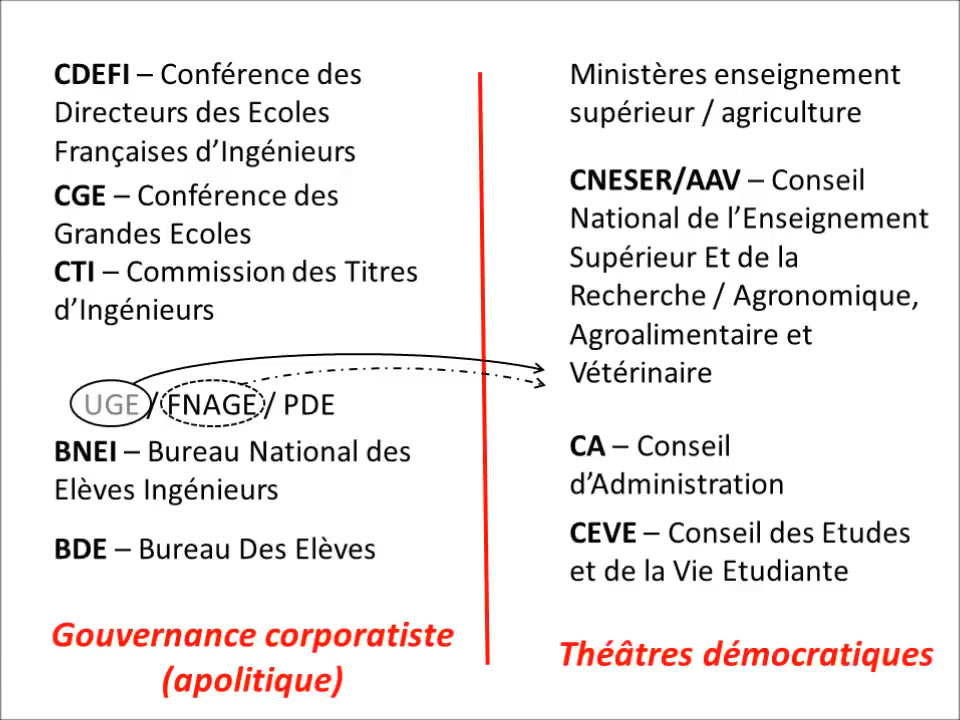 CDEFI – Conférence des
Directeurs des Ecoles
Françaises d’Ingénieurs
CGE – Conférence des
Grandes Ecoles
CTI – Commission des Titres
d’Ingénieurs
UGE / FNAGE / PDE
BNEI – Bureau National des
Elèves Ingénieurs
BDE – Bureau Des Elèves
Gouvernance corporatiste
(apolitique)
Ministères enseignement
supérieur / agriculture
CNESER/AAV – Conseil
National de l’Enseignement
Supérieur Et de la
Recherche / Agronomique,
Agroalimentaire et
Vétérinaire
CA – Conseil
d’Administration
CEVE – Conseil des Etudes
et de la Vie Etudiante
Théâtres démocratiques